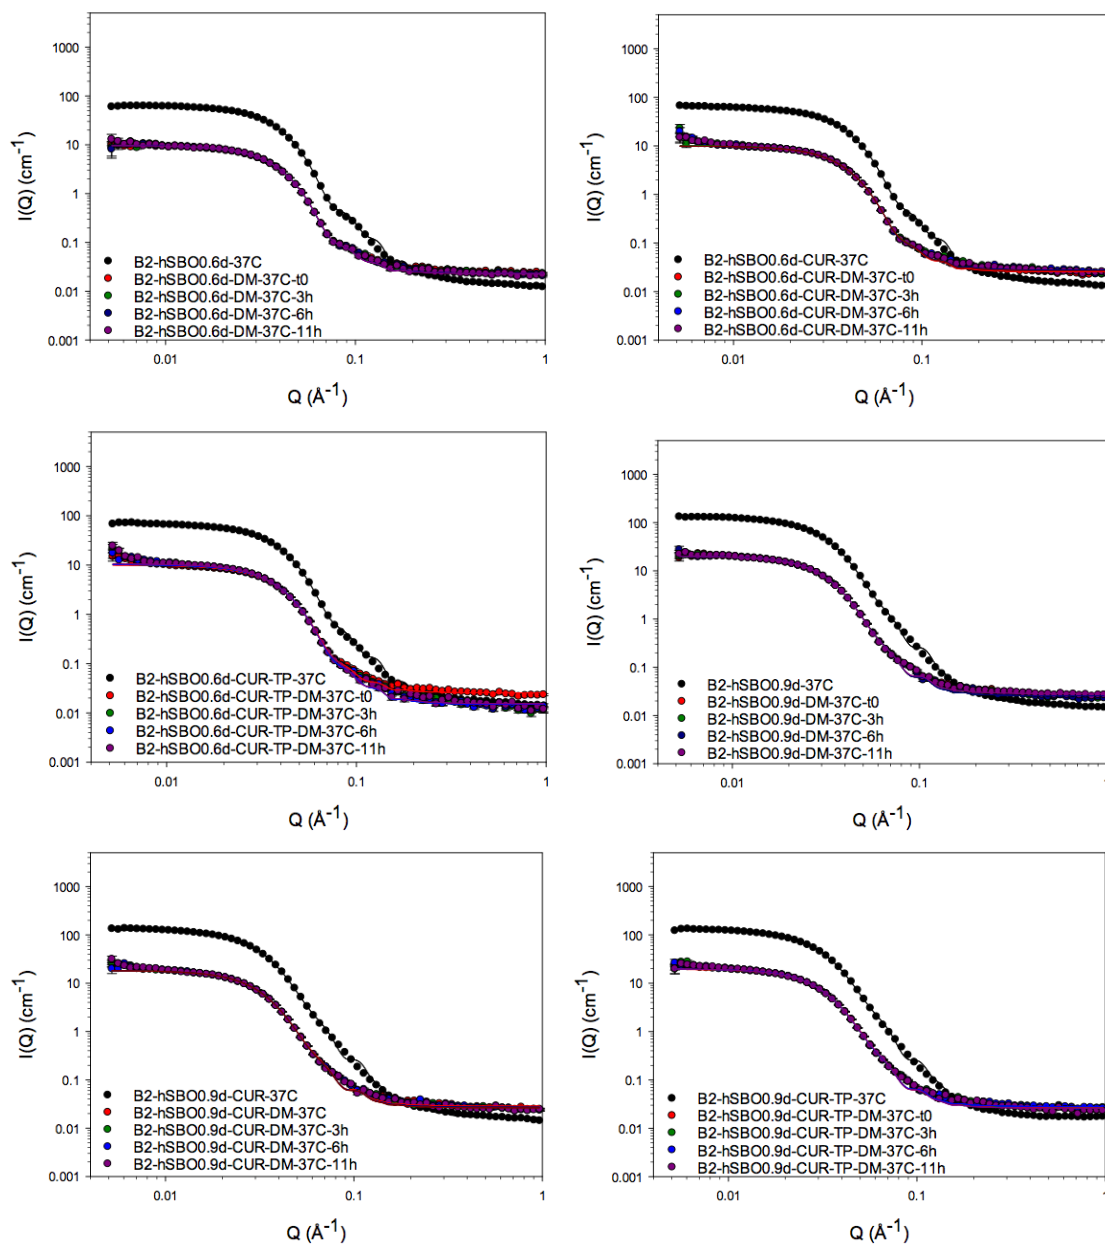 1000
100
10
1
0.1
0.01
0.001
I(Q) (cm⁻¹)
B2-hSBO0.6d-37C
B2-hSBO0.6d-DM-37C-t0
B2-hSBO0.6d-DM-37C-3h
B2-hSBO0.6d-DM-37C-6h
B2-hSBO0.6d-DM-37C-11h
0.01 0.1 1
Q (Å⁻¹)
1000
100
10
1
0.1
0.01
0.001
I(Q) (cm⁻¹)
B2-hSBO0.6d-CUR-37C
B2-hSBO0.6d-CUR-DM-37C-t0
B2-hSBO0.6d-CUR-DM-37C-3h
B2-hSBO0.6d-CUR-DM-37C-6h
B2-hSBO0.6d-CUR-DM-37C-11h
0.01 0.1
Q (Å⁻¹)
1000
100
10
1
0.1
0.01
0.001
I(Q) (cm⁻¹)
B2-hSBO0.6d-CUR-TP-37C
B2-hSBO0.6d-CUR-TP-DM-37C-t0
B2-hSBO0.6d-CUR-TP-DM-37C-3h
B2-hSBO0.6d-CUR-TP-DM-37C-6h
B2-hSBO0.6d-CUR-TP-DM-37C-11h
0.01 0.1 1
Q (Å⁻¹)
1000
100
10
1
0.1
0.01
0.001
I(Q) (cm⁻¹)
B2-hSBO0.9d-37C
B2-hSBO0.9d-DM-37C-t0
B2-hSBO0.9d-DM-37C-3h
B2-hSBO0.9d-DM-37C-6h
B2-hSBO0.9d-DM-37C-11h
0.01 0.1 1
Q (Å⁻¹)
1000
100
10
1
0.1
0.01
0.001
I(Q) (cm⁻¹)
B2-hSBO0.9d-CUR-37C
B2-hSBO0.9d-CUR-DM-37C
B2-hSBO0.9d-CUR-DM-37C-3h
B2-hSBO0.9d-CUR-DM-37C-6h
B2-hSBO0.9d-CUR-DM-37C-11h
0.01 0.1 1
Q (Å⁻¹)
1000
100
10
1
0.1
0.01
0.001
I(Q) (cm⁻¹)
B2-hSBO0.9d-CUR-TP-37C
B2-hSBO0.9d-CUR-TP-DM-37C-t0
B2-hSBO0.9d-CUR-TP-DM-37C-3h
B2-hSBO0.9d-CUR-TP-DM-37C-6h
B2-hSBO0.9d-CUR-TP-DM-37C-11h
0.01 0.1 1
Q (Å⁻¹)